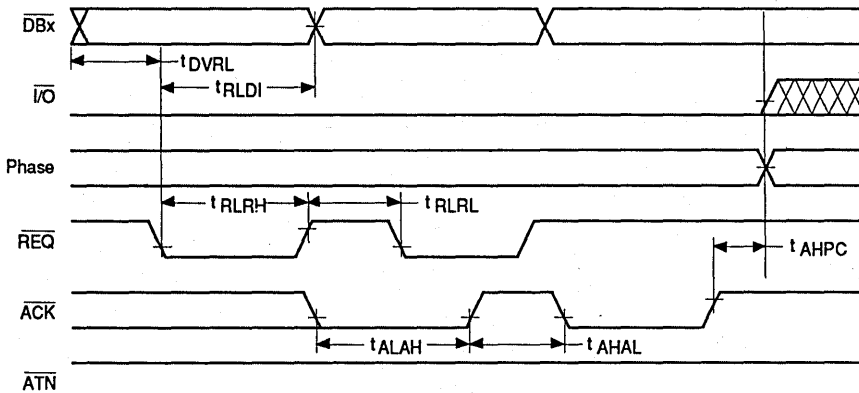 DBx
tDVRL
tRLDI
I/O
Phase
tRLRH
tRLRL
REQ
tAHPC
ACK
tALAH
tAHAL
ATN